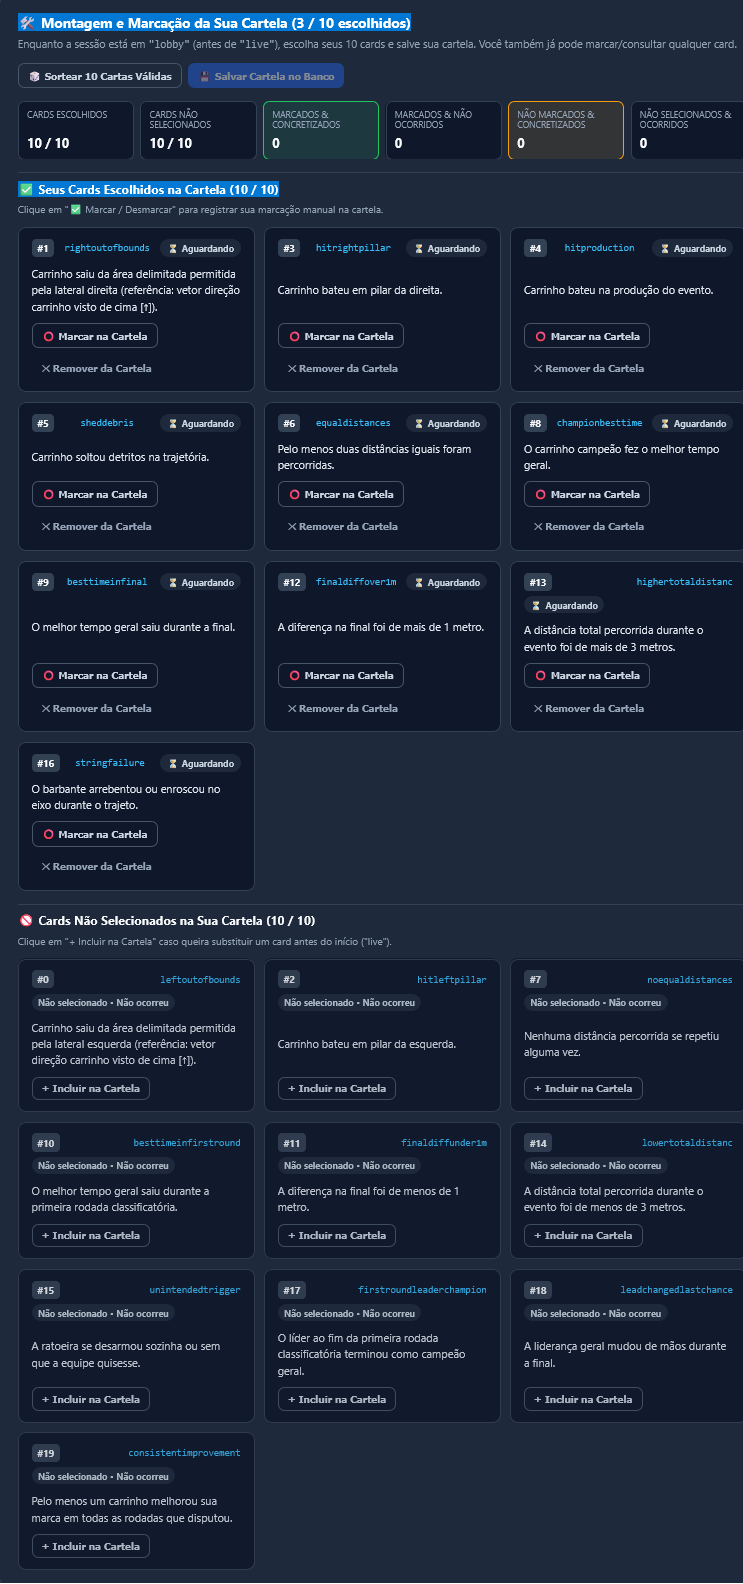 🛠️ Montagem e Marcação da Sua Cartela (3 / 10 escolhidos)
Enquanto a sessão está em "lobby" (antes de "live"), escolha seus 10 cards e salve sua cartela. Você também já pode marcar/consultar qualquer card.
🎲 Sortear 10 Cartas Válidas
💾 Salvar Cartela no Banco
CARDS ESCOLHIDOS
10 / 10
CARDS NÃO SELECIONADOS
10 / 10
MARCADOS & CONCRETIZADOS
0
MARCADOS & NÃO OCORRIDOS
0
NÃO MARCADOS & CONCRETIZADOS
0
NÃO SELECIONADOS & OCORRIDOS
0
✅ Seus Cards Escolhidos na Cartela (10 / 10)
Clique em "✅ Marcar / Desmarcar" para registrar sua marcação manual na cartela.
#1 rightoutofbounds ⏳ Aguardando
Carrinho saiu da área delimitada permitida
pela lateral direita (referência: vetor direção
carrinho visto de cima [↑]).
⭕ Marcar na Cartela
✕ Remover da Cartela
#3 hitrightpillar ⏳ Aguardando
Carrinho bateu em pilar da direita.
⭕ Marcar na Cartela
✕ Remover da Cartela
#4 hitproduction ⏳ Aguardando
Carrinho bateu na produção do evento.
⭕ Marcar na Cartela
✕ Remover da Cartela
#5 sheddebris ⏳ Aguardando
Carrinho soltou detritos na trajetória.
⭕ Marcar na Cartela
✕ Remover da Cartela
#6 equaldistances ⏳ Aguardando
Pelo menos duas distâncias iguais foram
percorridas.
⭕ Marcar na Cartela
✕ Remover da Cartela
#8 championbesttime ⏳ Aguardando
O carrinho campeão fez o melhor tempo
geral.
⭕ Marcar na Cartela
✕ Remover da Cartela
#9 besttimeinfinal ⏳ Aguardando
O melhor tempo geral saiu durante a final.
⭕ Marcar na Cartela
✕ Remover da Cartela
#12 finaldiffover1m ⏳ Aguardando
A diferença na final foi de mais de 1 metro.
⭕ Marcar na Cartela
✕ Remover da Cartela
#13 highertotaldistanc
⏳ Aguardando
A distância total percorrida durante o
evento foi de mais de 3 metros.
⭕ Marcar na Cartela
✕ Remover da Cartela
#16 stringfailure ⏳ Aguardando
O barbante arrebentou ou enroscou no
eixo durante o trajeto.
⭕ Marcar na Cartela
✕ Remover da Cartela
🚫 Cards Não Selecionados na Sua Cartela (10 / 10)
Clique em "+ Incluir na Cartela" caso queira substituir um card antes do início ("live").
#0 leftoutofbounds
Não selecionado • Não ocorreu
Carrinho saiu da área delimitada permitida
pela lateral esquerda (referência: vetor
direção carrinho visto de cima [↑]).
+ Incluir na Cartela
#2 hitleftpillar
Não selecionado • Não ocorreu
Carrinho bateu em pilar da esquerda.
+ Incluir na Cartela
#7 noequaldistances
Não selecionado • Não ocorreu
Nenhuma distância percorrida se repetiu
alguma vez.
+ Incluir na Cartela
#10 besttimeinfirstround
Não selecionado • Não ocorreu
O melhor tempo geral saiu durante a
primeira rodada classificatória.
+ Incluir na Cartela
#11 finaldiffunder1m
Não selecionado • Não ocorreu
A diferença na final foi de menos de 1
metro.
+ Incluir na Cartela
#14 lowertotaldistanc
Não selecionado • Não ocorreu
A distância total percorrida durante o
evento foi de menos de 3 metros.
+ Incluir na Cartela
#15 unintendedtrigger
Não selecionado • Não ocorreu
A ratoeira se desarmou sozinha ou sem
que a equipe quisesse.
+ Incluir na Cartela
#17 firstroundleaderchampion
Não selecionado • Não ocorreu
O líder ao fim da primeira rodada
classificatória terminou como campeão
geral.
+ Incluir na Cartela
#18 leadchangedlastchance
Não selecionado • Não ocorreu
A liderança geral mudou de mãos durante
a final.
+ Incluir na Cartela
#19 consistentimprovement
Não selecionado • Não ocorreu
Pelo menos um carrinho melhorou sua
marca em todas as rodadas que disputou.
+ Incluir na Cartela